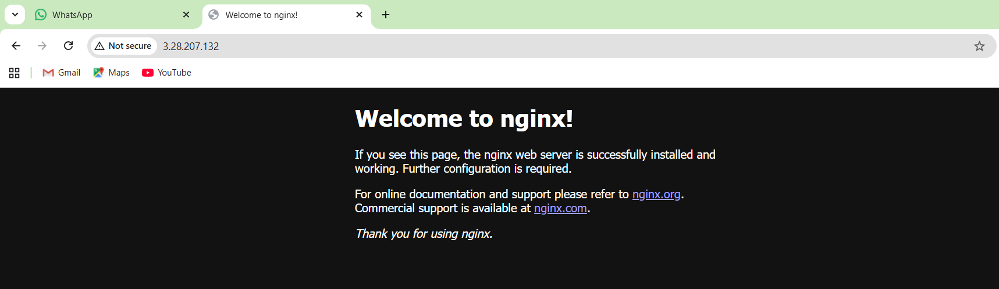 WhatsApp
Welcome to nginx!
Not secure
3.28.207.132
Gmail
Maps
YouTube
Welcome to nginx!
If you see this page, the nginx web server is successfully installed and
working. Further configuration is required.
For online documentation and support please refer to nginx.org.
Commercial support is available at nginx.com.
Thank you for using nginx.